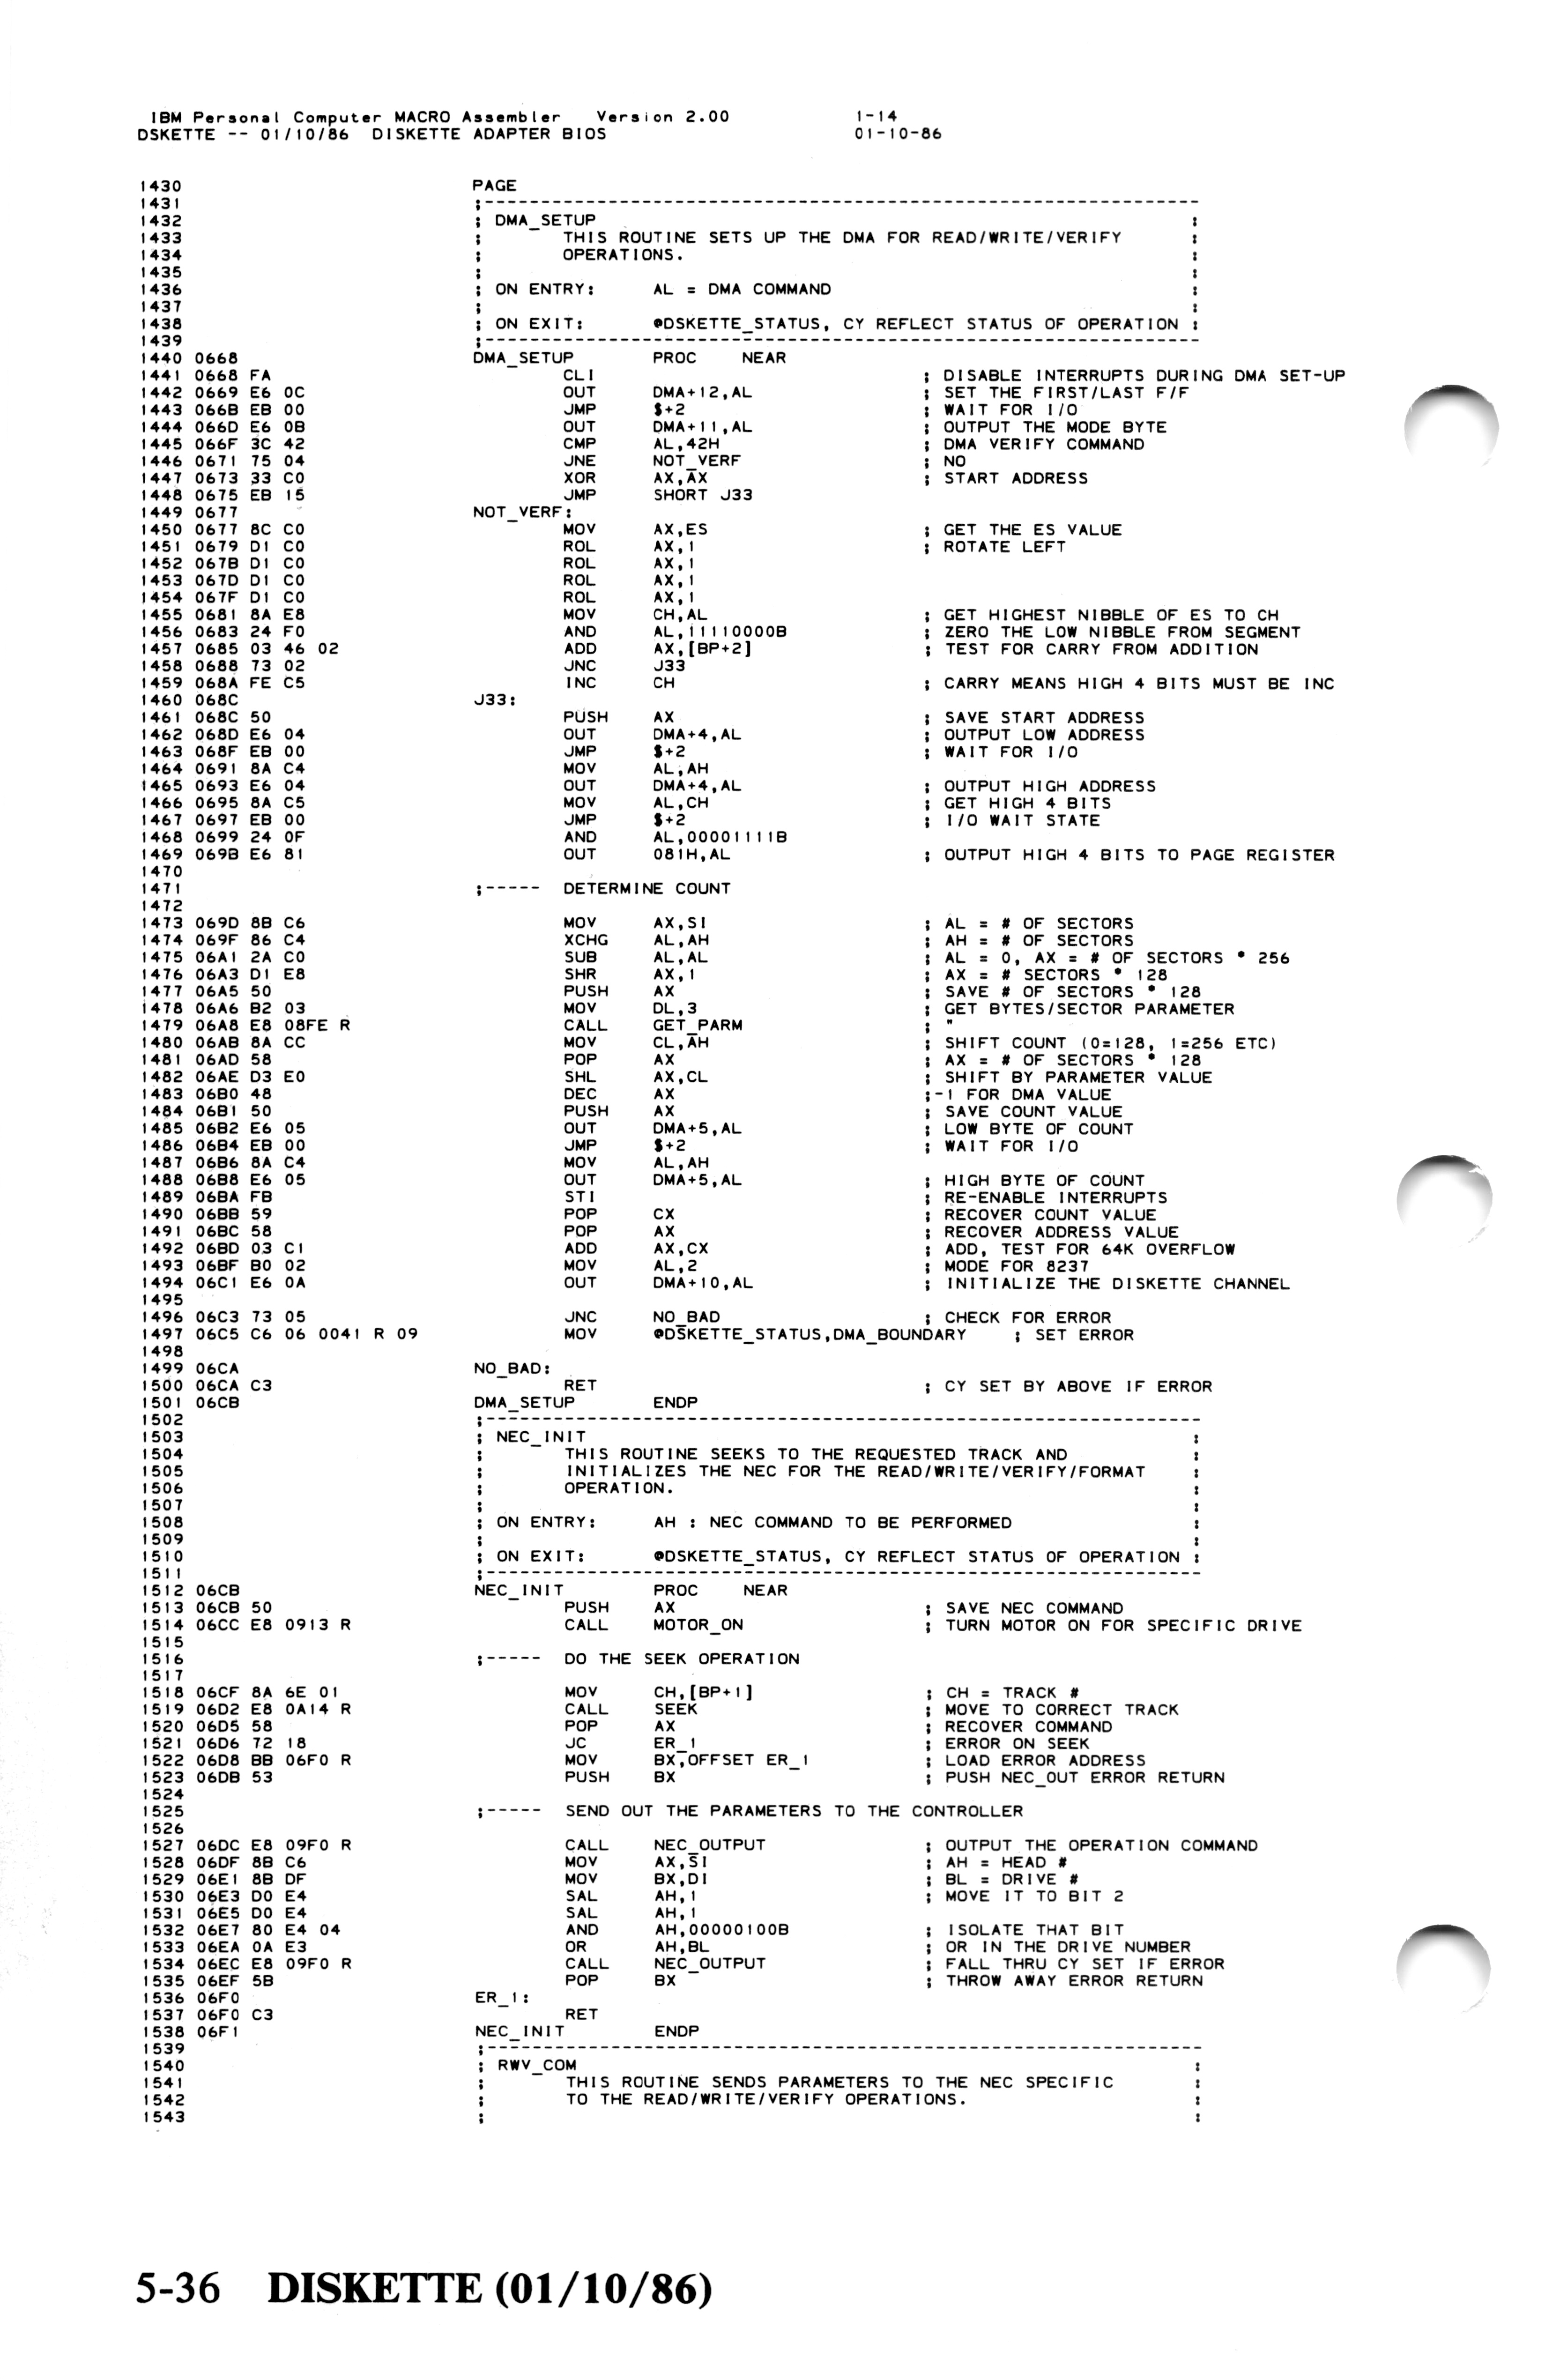 IBM Personal Computer MACRO Assembler   Version 2.00             1-14
DSKETTE -- 01/10/86  DISKETTE ADAPTER BIOS                       01-10-86
1430                PAGE
1431                ;----------------------------------------------------------------
1432                ; DMA_SETUP                                                      :
1433                ;       THIS ROUTINE SETS UP THE DMA FOR READ/WRITE/VERIFY       :
1434                ;       OPERATIONS.                                              :
1435                ;                                                                :
1436                ; ON ENTRY:     AL = DMA COMMAND                                 :
1437                ;                                                                :
1438                ; ON EXIT:      @DSKETTE_STATUS, CY REFLECT STATUS OF OPERATION :
1439                ;----------------------------------------------------------------
1440 0668           DMA_SETUP       PROC    NEAR
1441 0668 FA                CLI                             ; DISABLE INTERRUPTS DURING DMA SET-UP
1442 0669 E6 0C             OUT     DMA+12,AL               ; SET THE FIRST/LAST F/F
1443 066B EB 00             JMP     $+2                     ; WAIT FOR I/O
1444 066D E6 0B             OUT     DMA+11,AL               ; OUTPUT THE MODE BYTE
1445 066F 3C 42             CMP     AL,42H                  ; DMA VERIFY COMMAND
1446 0671 75 04             JNE     NOT_VERF                ; NO
1447 0673 33 C0             XOR     AX,AX                   ; START ADDRESS
1448 0675 EB 15             JMP     SHORT J33
1449 0677           NOT_VERF:
1450 0677 8C C0             MOV     AX,ES                   ; GET THE ES VALUE
1451 0679 D1 C0             ROL     AX,1                    ; ROTATE LEFT
1452 067B D1 C0             ROL     AX,1
1453 067D D1 C0             ROL     AX,1
1454 067F D1 C0             ROL     AX,1
1455 0681 8A E8             MOV     CH,AL                   ; GET HIGHEST NIBBLE OF ES TO CH
1456 0683 24 F0             AND     AL,11110000B            ; ZERO THE LOW NIBBLE FROM SEGMENT
1457 0685 03 46 02          ADD     AX,[BP+2]               ; TEST FOR CARRY FROM ADDITION
1458 0688 73 02             JNC     J33
1459 068A FE C5             INC     CH                      ; CARRY MEANS HIGH 4 BITS MUST BE INC
1460 068C           J33:
1461 068C 50                PUSH    AX                      ; SAVE START ADDRESS
1462 068D E6 04             OUT     DMA+4,AL                ; OUTPUT LOW ADDRESS
1463 068F EB 00             JMP     $+2                     ; WAIT FOR I/O
1464 0691 8A C4             MOV     AL,AH
1465 0693 E6 04             OUT     DMA+4,AL                ; OUTPUT HIGH ADDRESS
1466 0695 8A C5             MOV     AL,CH                   ; GET HIGH 4 BITS
1467 0697 EB 00             JMP     $+2                     ; I/O WAIT STATE
1468 0699 24 0F             AND     AL,00001111B
1469 069B E6 81             OUT     081H,AL                 ; OUTPUT HIGH 4 BITS TO PAGE REGISTER
1470
1471                ;-----  DETERMINE COUNT
1472
1473 069D 8B C6             MOV     AX,SI                   ; AL = # OF SECTORS
1474 069F 86 C4             XCHG    AL,AH                   ; AH = # OF SECTORS
1475 06A1 2A C0             SUB     AL,AL                   ; AL = 0, AX = # OF SECTORS * 256
1476 06A3 D1 E8             SHR     AX,1                    ; AX = # SECTORS * 128
1477 06A5 50                PUSH    AX                      ; SAVE # OF SECTORS * 128
1478 06A6 B2 03             MOV     DL,3                    ; GET BYTES/SECTOR PARAMETER
1479 06A8 E8 08FE R         CALL    GET_PARM                ; "
1480 06AB 8A CC             MOV     CL,AH                   ; SHIFT COUNT (0=128, 1=256 ETC)
1481 06AD 58                POP     AX                      ; AX = # OF SECTORS * 128
1482 06AE D3 E0             SHL     AX,CL                   ; SHIFT BY PARAMETER VALUE
1483 06B0 48                DEC     AX                      ;-1 FOR DMA VALUE
1484 06B1 50                PUSH    AX                      ; SAVE COUNT VALUE
1485 06B2 E6 05             OUT     DMA+5,AL                ; LOW BYTE OF COUNT
1486 06B4 EB 00             JMP     $+2                     ; WAIT FOR I/O
1487 06B6 8A C4             MOV     AL,AH
1488 06B8 E6 05             OUT     DMA+5,AL                ; HIGH BYTE OF COUNT
1489 06BA FB                STI                             ; RE-ENABLE INTERRUPTS
1490 06BB 59                POP     CX                      ; RECOVER COUNT VALUE
1491 06BC 58                POP     AX                      ; RECOVER ADDRESS VALUE
1492 06BD 03 C1             ADD     AX,CX                   ; ADD, TEST FOR 64K OVERFLOW
1493 06BF B0 02             MOV     AL,2                    ; MODE FOR 8237
1494 06C1 E6 0A             OUT     DMA+10,AL               ; INITIALIZE THE DISKETTE CHANNEL
1495
1496 06C3 73 05             JNC     NO_BAD                  ; CHECK FOR ERROR
1497 06C5 C6 06 0041 R 09   MOV     @DSKETTE_STATUS,DMA_BOUNDARY    ; SET ERROR
1498
1499 06CA           NO_BAD:
1500 06CA C3                RET                             ; CY SET BY ABOVE IF ERROR
1501 06CB           DMA_SETUP       ENDP
1502                ;----------------------------------------------------------------
1503                ; NEC_INIT                                                       :
1504                ;       THIS ROUTINE SEEKS TO THE REQUESTED TRACK AND            :
1505                ;       INITIALIZES THE NEC FOR THE READ/WRITE/VERIFY/FORMAT     :
1506                ;       OPERATION.                                               :
1507                ;                                                                :
1508                ; ON ENTRY:     AH : NEC COMMAND TO BE PERFORMED                 :
1509                ;                                                                :
1510                ; ON EXIT:      @DSKETTE_STATUS, CY REFLECT STATUS OF OPERATION :
1511                ;----------------------------------------------------------------
1512 06CB           NEC_INIT        PROC    NEAR
1513 06CB 50                PUSH    AX                      ; SAVE NEC COMMAND
1514 06CC E8 0913 R         CALL    MOTOR_ON                ; TURN MOTOR ON FOR SPECIFIC DRIVE
1515
1516                ;-----  DO THE SEEK OPERATION
1517
1518 06CF 8A 6E 01          MOV     CH,[BP+1]               ; CH = TRACK #
1519 06D2 E8 0A14 R         CALL    SEEK                    ; MOVE TO CORRECT TRACK
1520 06D5 58                POP     AX                      ; RECOVER COMMAND
1521 06D6 72 18             JC      ER_1                    ; ERROR ON SEEK
1522 06D8 BB 06F0 R         MOV     BX,OFFSET ER_1          ; LOAD ERROR ADDRESS
1523 06DB 53                PUSH    BX                      ; PUSH NEC_OUT ERROR RETURN
1524
1525                ;-----  SEND OUT THE PARAMETERS TO THE CONTROLLER
1526
1527 06DC E8 09F0 R         CALL    NEC_OUTPUT              ; OUTPUT THE OPERATION COMMAND
1528 06DF 8B C6             MOV     AX,SI                   ; AH = HEAD #
1529 06E1 8B DF             MOV     BX,DI                   ; BL = DRIVE #
1530 06E3 D0 E4             SAL     AH,1                    ; MOVE IT TO BIT 2
1531 06E5 D0 E4             SAL     AH,1
1532 06E7 80 E4 04          AND     AH,00000100B            ; ISOLATE THAT BIT
1533 06EA 0A E3             OR      AH,BL                   ; OR IN THE DRIVE NUMBER
1534 06EC E8 09F0 R         CALL    NEC_OUTPUT              ; FALL THRU CY SET IF ERROR
1535 06EF 5B                POP     BX                      ; THROW AWAY ERROR RETURN
1536 06F0           ER_1:
1537 06F0 C3                RET
1538 06F1           NEC_INIT        ENDP
1539                ;----------------------------------------------------------------
1540                ; RWV_COM                                                        :
1541                ;       THIS ROUTINE SENDS PARAMETERS TO THE NEC SPECIFIC        :
1542                ;       TO THE READ/WRITE/VERIFY OPERATIONS.                     :
1543                ;                                                                :
5-36 DISKETTE (01/10/86)